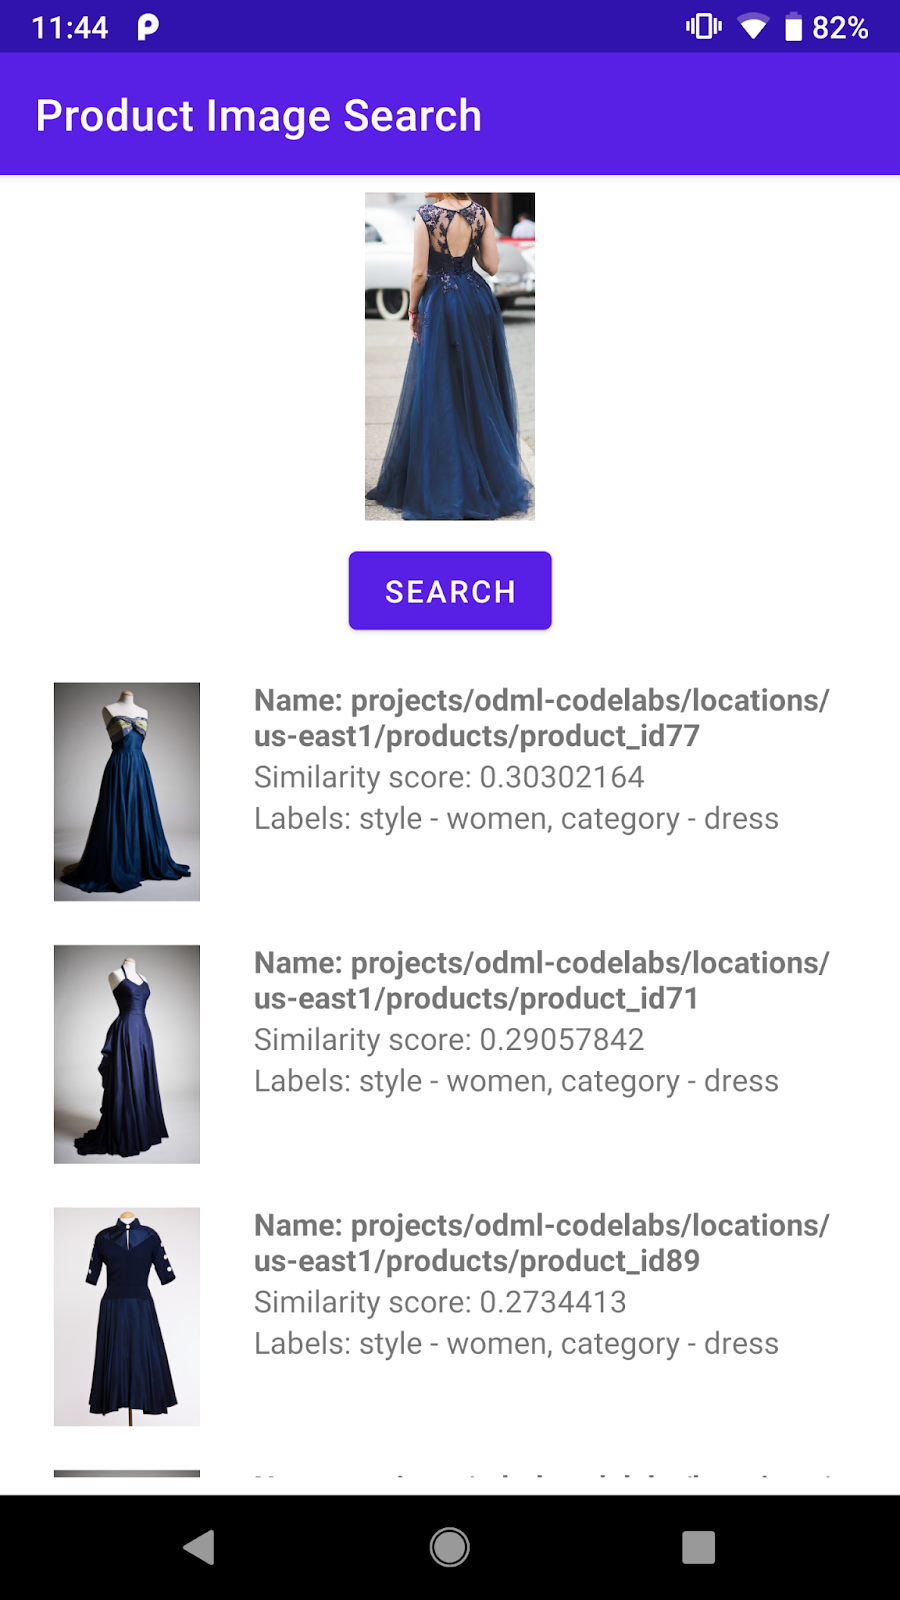 11:44
82%
Product Image Search
SEARCH
Name: projects/odml-codelabs/locations/
us-east1/products/product_id77
Similarity score: 0.30302164
Labels: style - women, category - dress
Name: projects/odml-codelabs/locations/
us-east1/products/product_id71
Similarity score: 0.29057842
Labels: style - women, category - dress
Name: projects/odml-codelabs/locations/
us-east1/products/product_id89
Similarity score: 0.2734413
Labels: style - women, category - dress